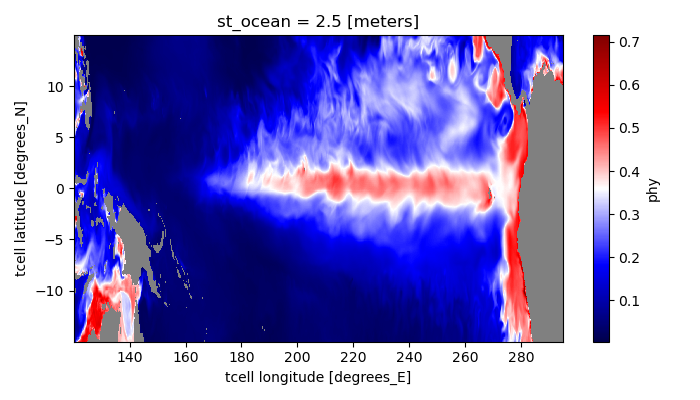 st_ocean = 2.5 [meters]
tcell latitude [degrees_N]
10
5
0
−5
−10
140 160 180 200 220 240 260 280
tcell longitude [degrees_E]
0.7
0.6
0.5
0.4
0.3
0.2
0.1
phy